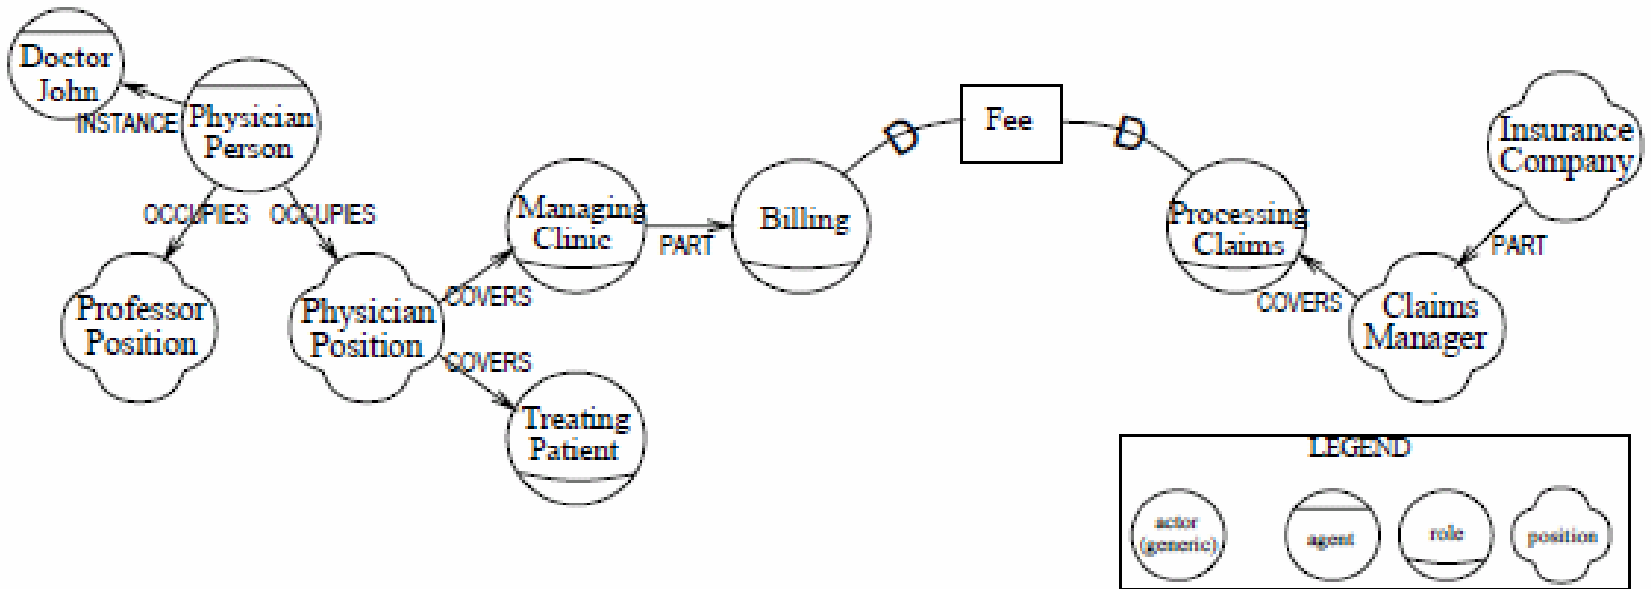 Doctor
John
INSTANCE
Physician
Person
OCCUPIES
OCCUPIES
Professor
Position
Physician
Position
COVERS
COVERS
Managing
Clinic
Treating
Patient
PART
Billing
D
Fee
D
Processing
Claims
COVERS
Claims
Manager
PART
Insurance
Company
LEGEND
actor
(generic)
agent
role
position